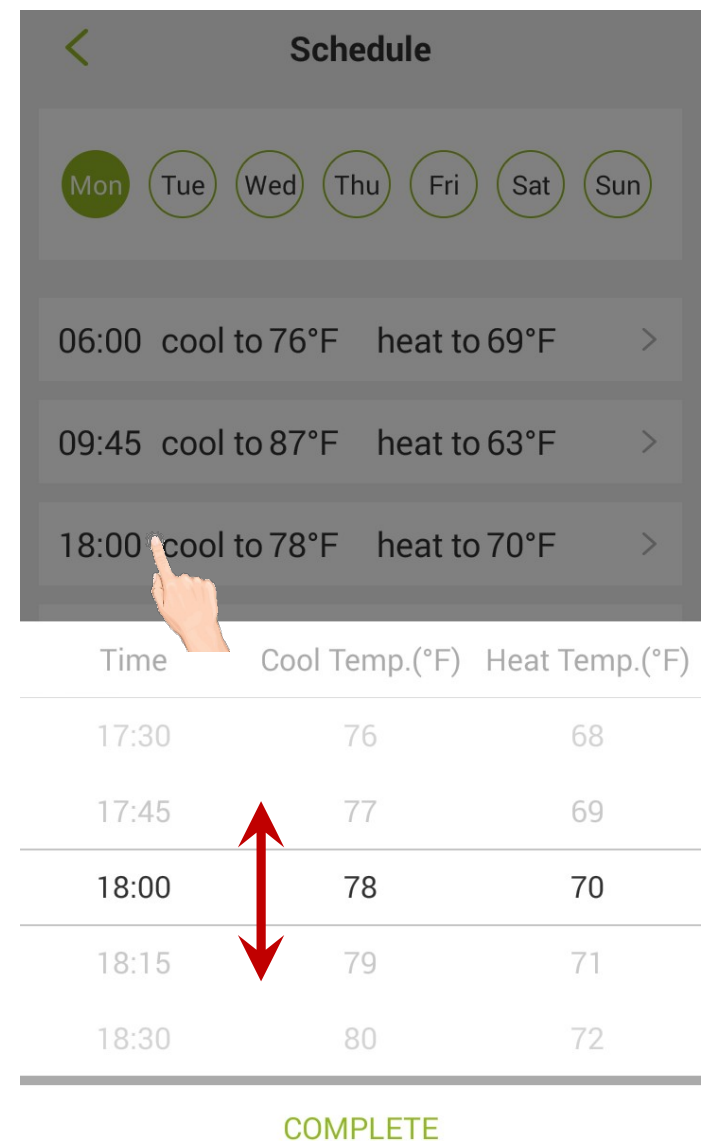 Schedule
Mon Tue Wed Thu Fri Sat Sun
06:00 cool to 76°F heat to 69°F
09:45 cool to 87°F heat to 63°F
18:00 cool to 78°F heat to 70°F
Time Cool Temp.(°F) Heat Temp.(°F)
17:30 76 68
17:45 77 69
18:00 78 70
18:15 79 71
18:30 80 72
COMPLETE